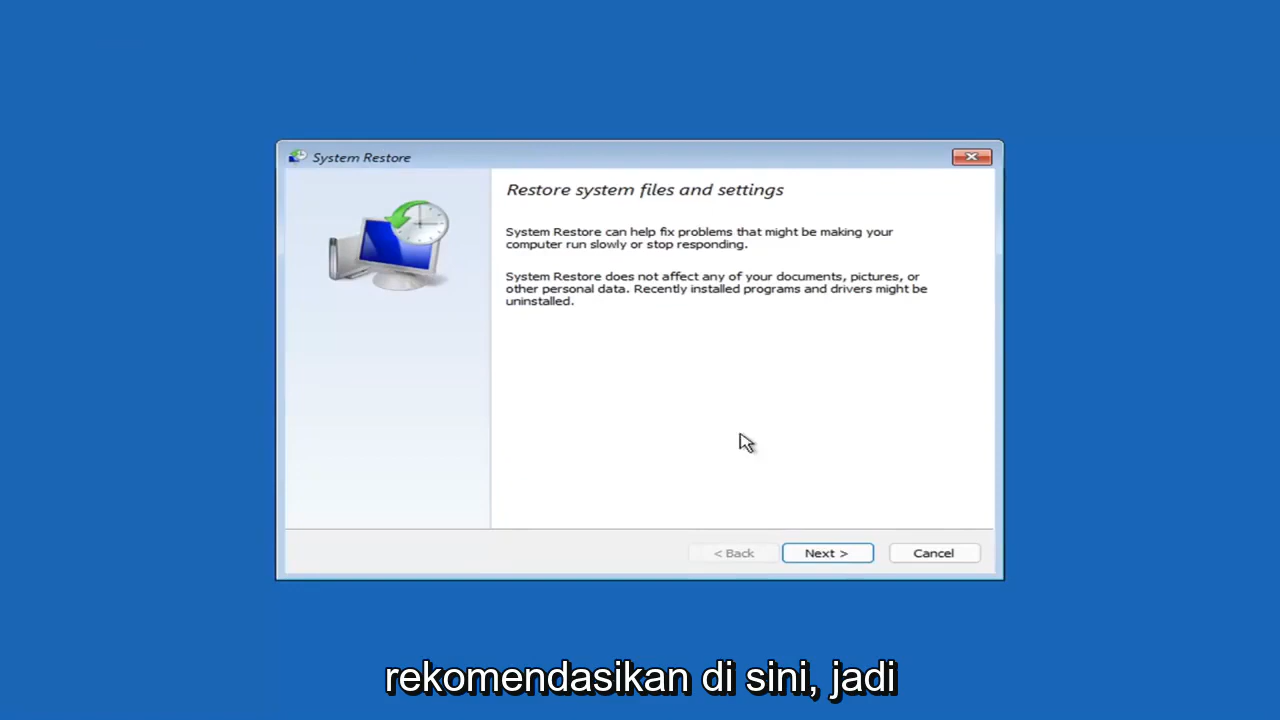 System Restore
Restore system files and settings
System Restore can help fix problems that might be making your
computer run slowly or stop responding.
System Restore does not affect any of your documents, pictures, or
other personal data. Recently installed programs and drivers might be
uninstalled.
< Back Next > Cancel
rekomendasikan di sini, jadi